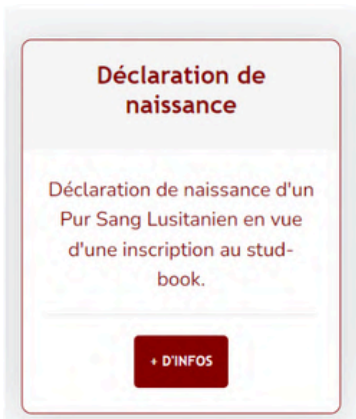 Déclaration de
naissance
Déclaration de naissance d'un
Pur Sang Lusitanien en vue
d'une inscription au stud-
book.
+ D'INFOS